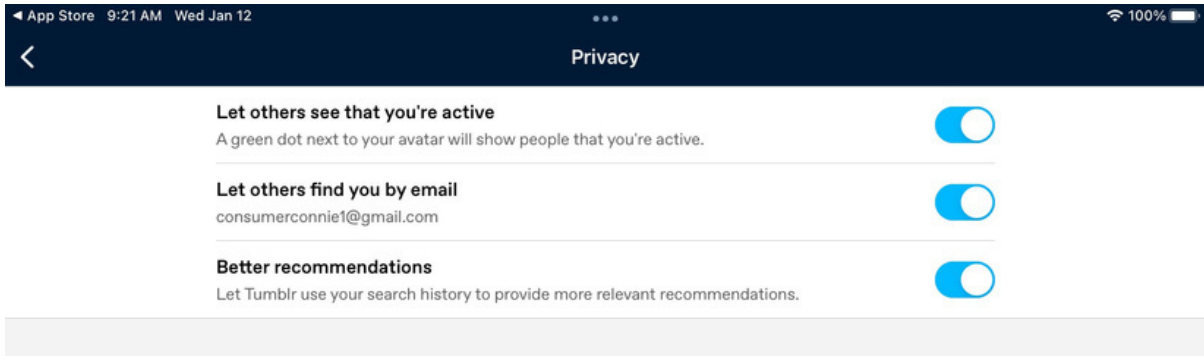 App Store 9:21 AM Wed Jan 12 100%
Privacy
Let others see that you're active
A green dot next to your avatar will show people that you're active.
Let others find you by email
consumerconnie1@gmail.com
Better recommendations
Let Tumblr use your search history to provide more relevant recommendations.